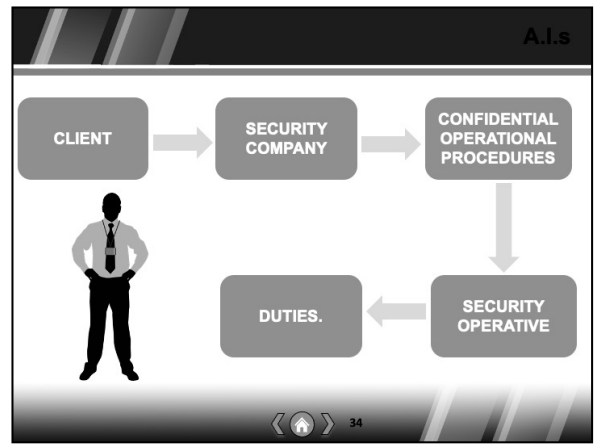 A.I.s
CLIENT
SECURITY
COMPANY
CONFIDENTIAL
OPERATIONAL
PROCEDURES
DUTIES.
SECURITY
OPERATIVE
34